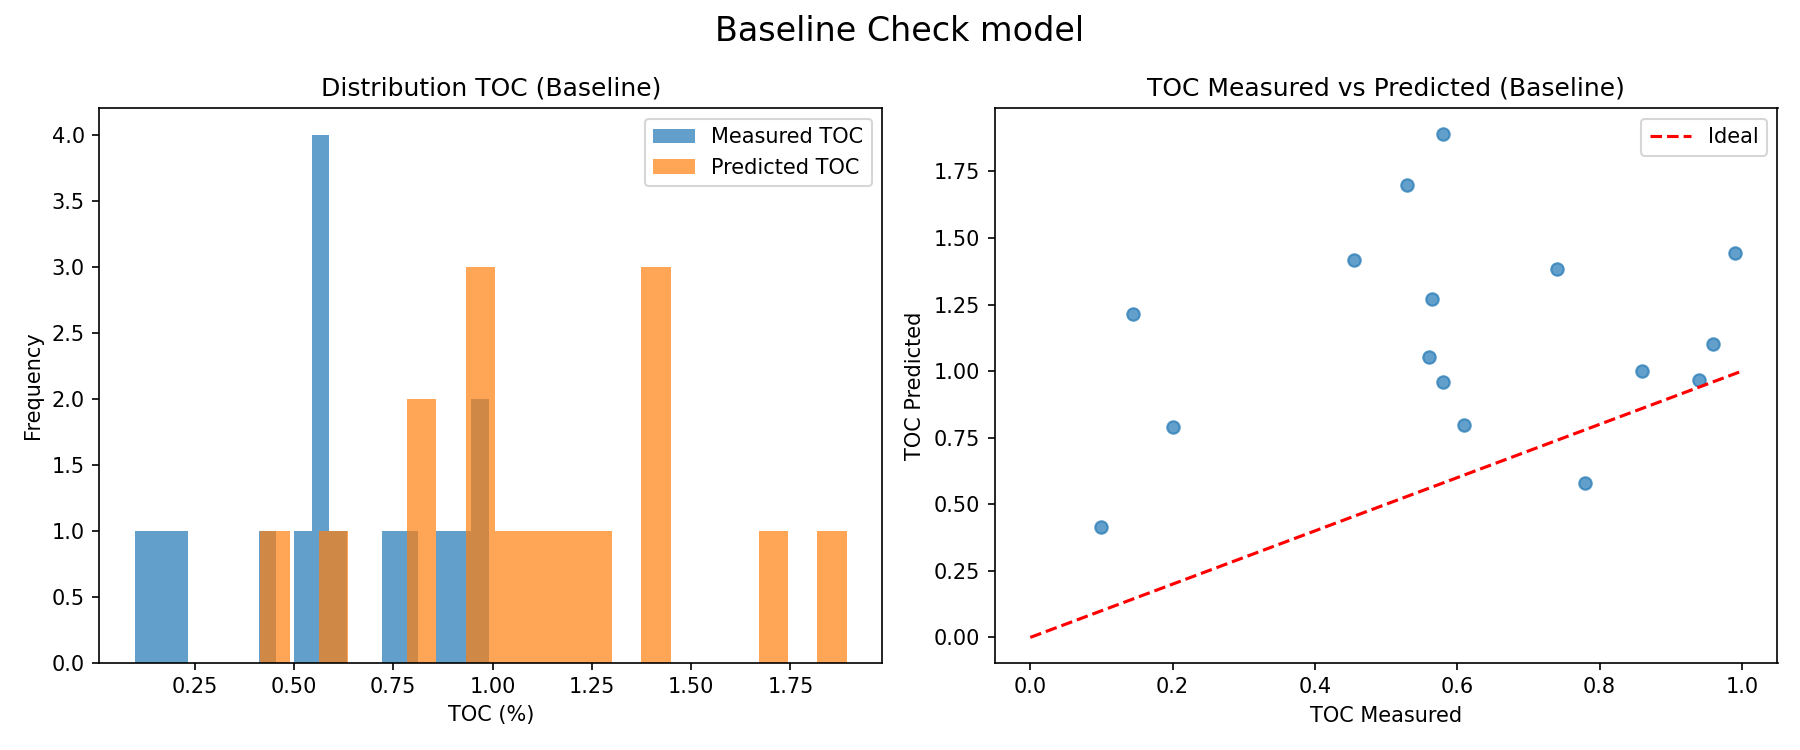 Baseline Check model
Distribution TOC (Baseline)
Measured TOC
Predicted TOC
Frequency
4.0
3.5
3.0
2.5
2.0
1.5
1.0
0.5
0.0
0.25 0.50 0.75 1.00 1.25 1.50 1.75
TOC (%)
TOC Measured vs Predicted (Baseline)
Ideal
TOC Predicted
1.75
1.50
1.25
1.00
0.75
0.50
0.25
0.00
0.0 0.2 0.4 0.6 0.8 1.0
TOC Measured